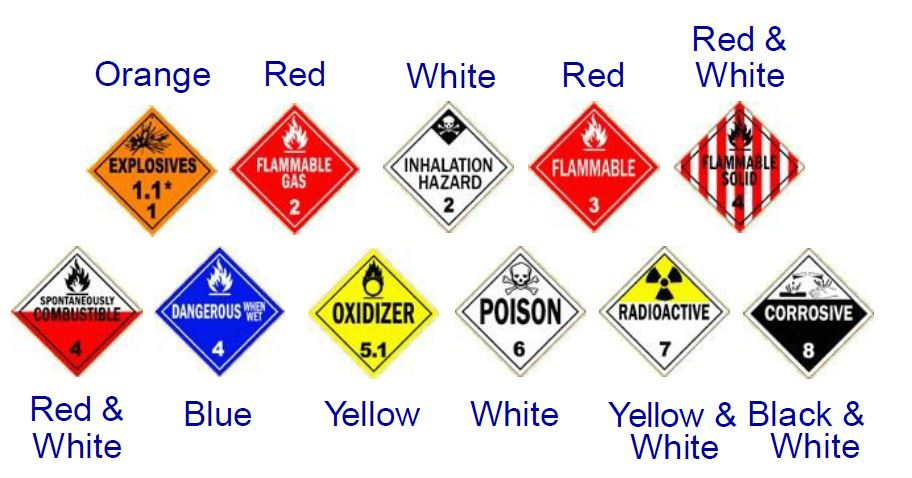 Orange
Red
White
Red
Red &
White
EXPLOSIVES
1.1*
1
FLAMMABLE
GAS
2
INHALATION
HAZARD
2
FLAMMABLE
3
FLAMMABLE
SOLID
4
SPONTANEOUSLY
COMBUSTIBLE
4
DANGEROUS WHEN WET
4
OXIDIZER
5.1
POISON
6
RADIOACTIVE
7
CORROSIVE
8
Red &
White
Blue
Yellow
White
Yellow &
White
Black &
White